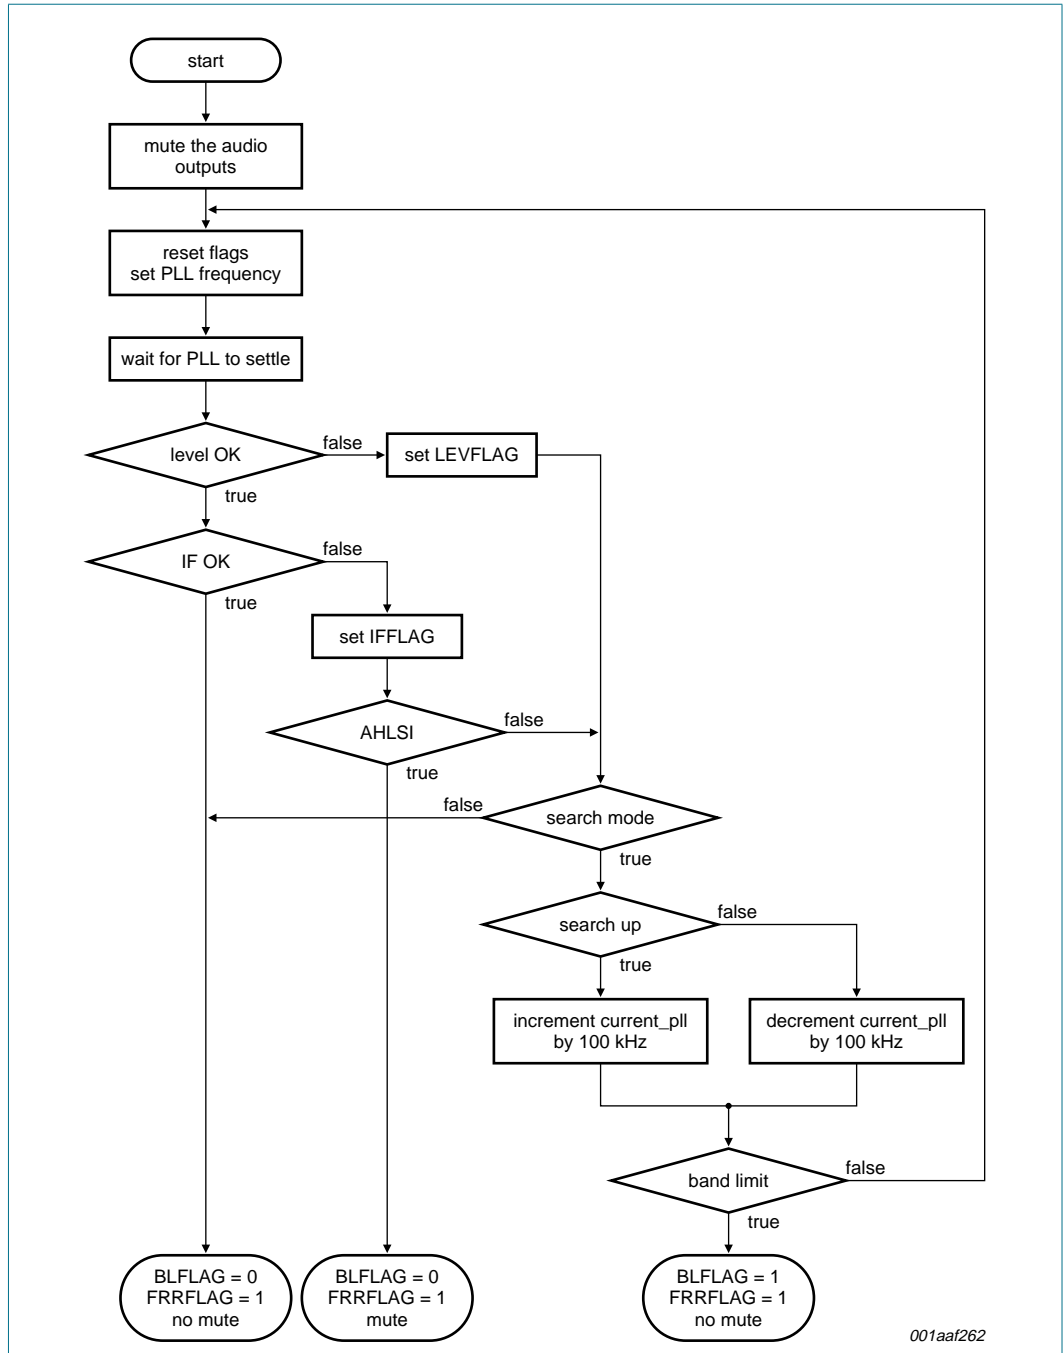 start
mute the audio
outputs
reset flags
set PLL frequency
wait for PLL to settle
level OK
false
set LEVFLAG
true
IF OK
false
true
set IFFLAG
AHLSI
false
true
false
search mode
true
search up
false
true
increment current_pll
by 100 kHz
decrement current_pll
by 100 kHz
band limit
false
true
BLFLAG = 0
FRRFLAG = 1
no mute
BLFLAG = 0
FRRFLAG = 1
mute
BLFLAG = 1
FRRFLAG = 1
no mute
001aaf262